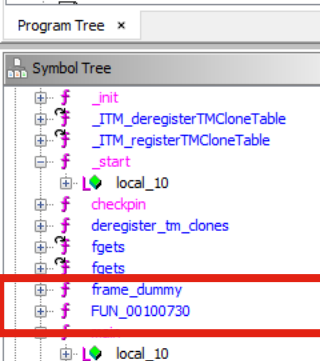 Program Tree ×
Symbol Tree
f _init
f _ITM_deregisterTMCloneTable
f _ITM_registerTMCloneTable
f _start
L local_10
f checkpin
f deregister_tm_clones
f fgets
f fgets
f frame_dummy
f FUN_00100730
L local_10